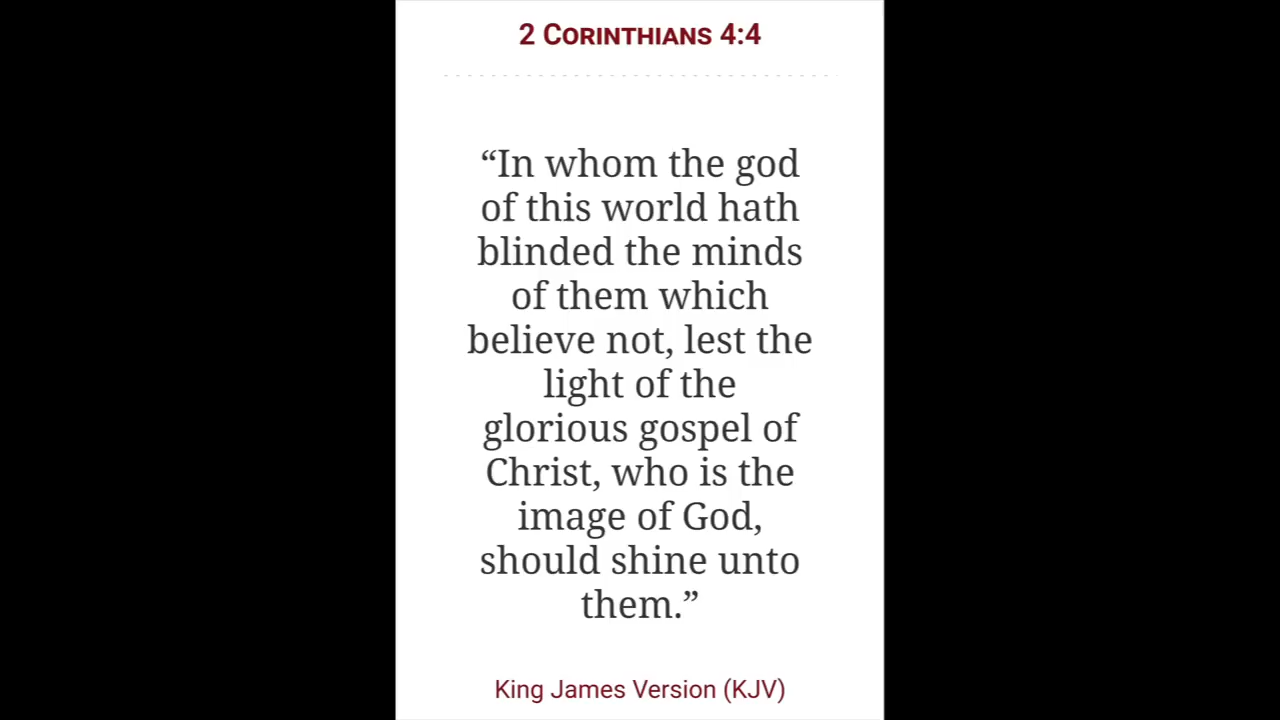 2 Corinthians 4:4
“In whom the god
of this world hath
blinded the minds
of them which
believe not, lest the
light of the
glorious gospel of
Christ, who is the
image of God,
should shine unto
them.”
King James Version (KJV)